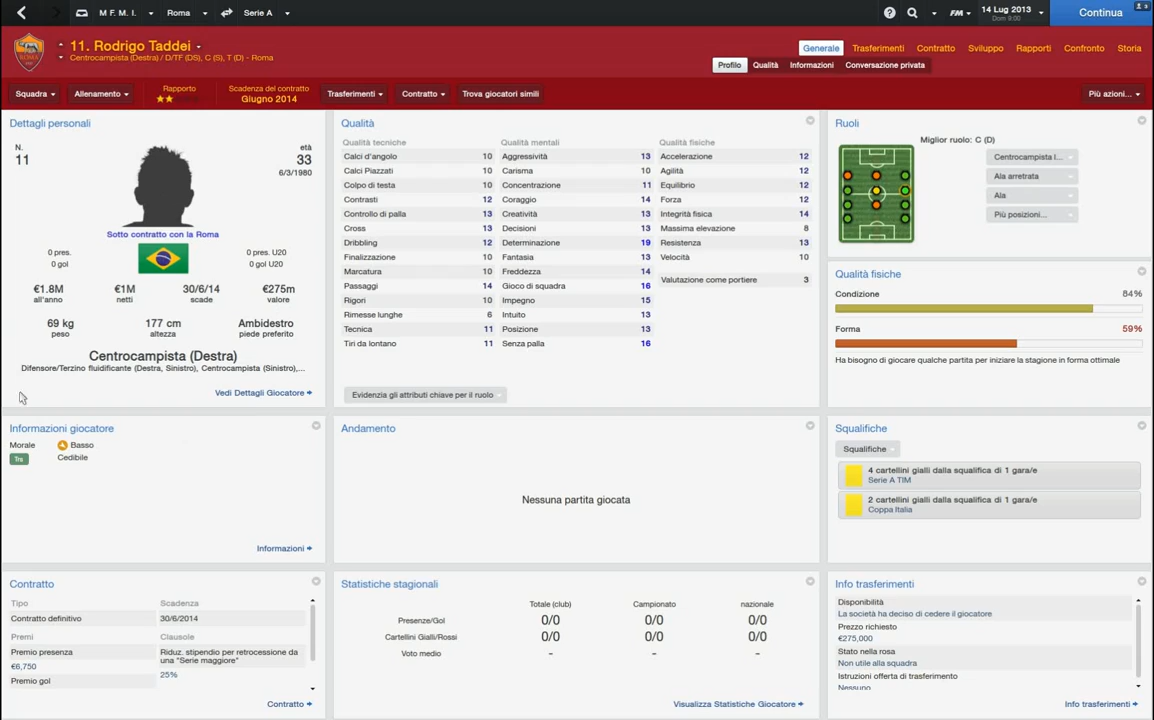 M F. M. I.
Roma
Serie A
14 Lug 2013
Dom 9:00
Continua
3
11. Rodrigo Taddei
Centrocampista (Destra) / D/TF (DS), C (S), T (D) - Roma
Generale
Trasferimenti
Contratto
Sviluppo
Rapporti
Confronto
Storia
Profilo
Qualità
Informazioni
Conversazione privata
Squadra
Allenamento
Rapporto
Scadenza del contratto
Giugno 2014
Trasferimenti
Contratto
Trova giocatori simili
Più azioni...
Dettagli personali
N.
11
età
33
6/3/1980
Sotto contratto con la Roma
0 pres.
0 gol
0 pres. U20
0 gol U20
€1.8M
all'anno
€1M
netti
30/6/14
scade
€275m
valore
69 kg
peso
177 cm
altezza
Ambidestro
piede preferito
Centrocampista (Destra)
Difensore/Terzino fluidificante (Destra, Sinistro), Centrocampista (Sinistro),...
Vedi Dettagli Giocatore
Qualità
Qualità tecniche
Calci d'angolo 10
Calci Piazzati 10
Colpo di testa 10
Contrasti 12
Controllo di palla 13
Cross 13
Dribbling 12
Finalizzazione 10
Marcatura 10
Passaggi 14
Rigori 10
Rimesse lunghe 6
Tecnica 11
Tiri da lontano 11
Qualità mentali
Aggressività 13
Carisma 10
Concentrazione 11
Coraggio 14
Creatività 13
Decisioni 13
Determinazione 19
Fantasia 13
Freddezza 14
Gioco di squadra 16
Impegno 15
Intuito 13
Posizione 13
Senza palla 16
Qualità fisiche
Accelerazione 12
Agilità 12
Equilibrio 12
Forza 12
Integrità fisica 14
Massima elevazione 8
Resistenza 13
Velocità 10
Valutazione come portiere 3
Evidenzia gli attributi chiave per il ruolo
Ruoli
Miglior ruolo: C (D)
Centrocampista l...
Ala arretrata
Ala
Più posizioni...
Qualità fisiche
Condizione 84%
Forma 59%
Ha bisogno di giocare qualche partita per iniziare la stagione in forma ottimale
Informazioni giocatore
Morale Basso
Trs Cedibile
Informazioni
Andamento
Nessuna partita giocata
Squalifiche
Squalifiche
4 cartellini gialli dalla squalifica di 1 gara/e
Serie A TIM
2 cartellini gialli dalla squalifica di 1 gara/e
Coppa Italia
Contratto
Tipo
Contratto definitivo
Scadenza
30/6/2014
Premi
Premio presenza
€6,750
Premio gol
Clausole
Riduz. stipendio per retrocessione da
una "Serie maggiore"
25%
Contratto
Statistiche stagionali
Totale (club) Campionato nazionale
Presenze/Gol 0/0 0/0 0/0
Cartellini Gialli/Rossi 0/0 0/0 0/0
Voto medio - - -
Visualizza Statistiche Giocatore
Info trasferimenti
Disponibilità
La società ha deciso di cedere il giocatore
Prezzo richiesto
€275,000
Stato nella rosa
Non utile alla squadra
Istruzioni offerta di trasferimento
Nessuno
Info trasferimenti